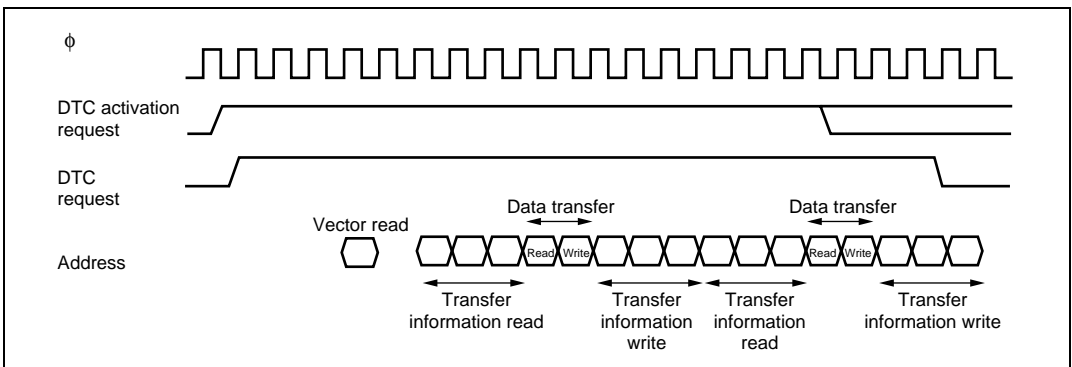 ϕ
DTC activation
request
DTC
request
Vector read
Data transfer
Data transfer
Address
Read
Write
Read
Write
Transfer
information read
Transfer
information
write
Transfer
information
read
Transfer
information write